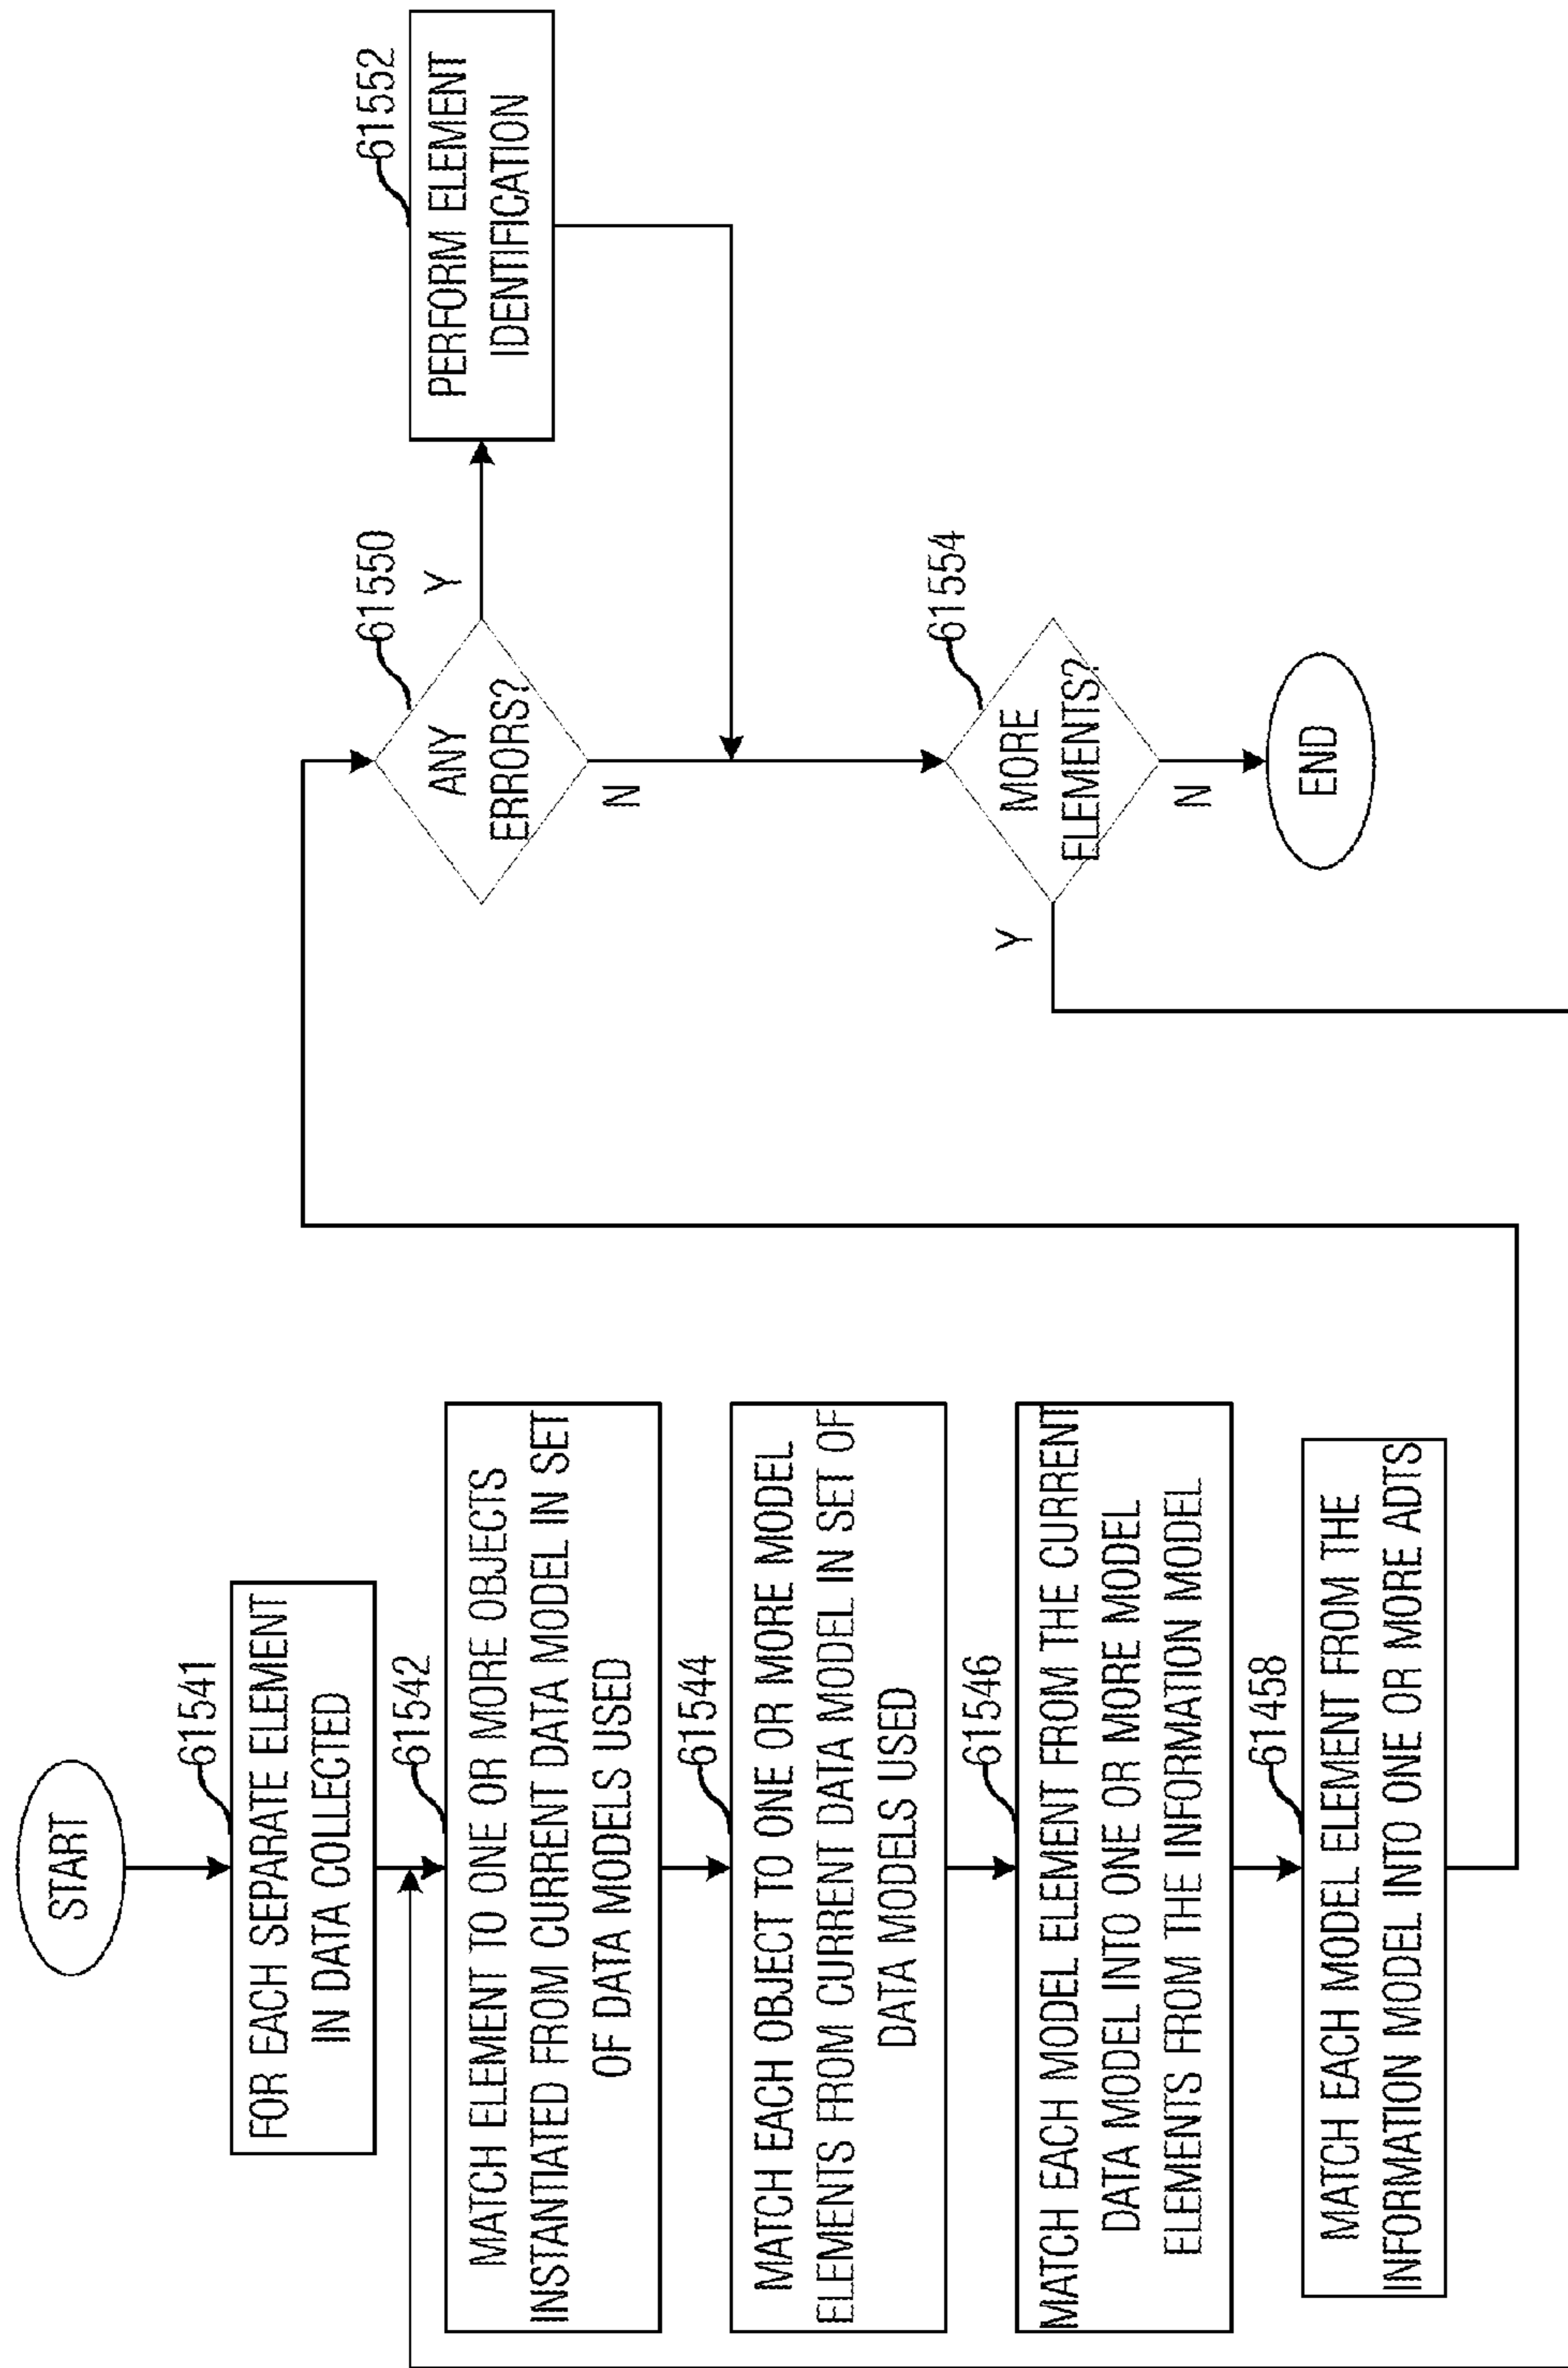 START
61541
FOR EACH SEPARATE ELEMENT
IN DATA COLLECTED
61542
MATCH ELEMENT TO ONE OR MORE OBJECTS
INSTANTIATED FROM CURRENT DATA MODEL IN SET
OF DATA MODELS USED
61544
MATCH EACH OBJECT TO ONE OR MORE MODEL
ELEMENTS FROM CURRENT DATA MODEL IN SET OF
DATA MODELS USED
61546
MATCH EACH MODEL ELEMENT FROM THE CURRENT
DATA MODEL INTO ONE OR MORE MODEL
ELEMENTS FROM THE INFORMATION MODEL
61458
MATCH EACH MODEL ELEMENT FROM THE
INFORMATION MODEL INTO ONE OR MORE ADTS
61550
ANY
ERRORS?
Y
N
61552
PERFORM ELEMENT
IDENTIFICATION
61554
MORE
ELEMENTS?
Y
N
END